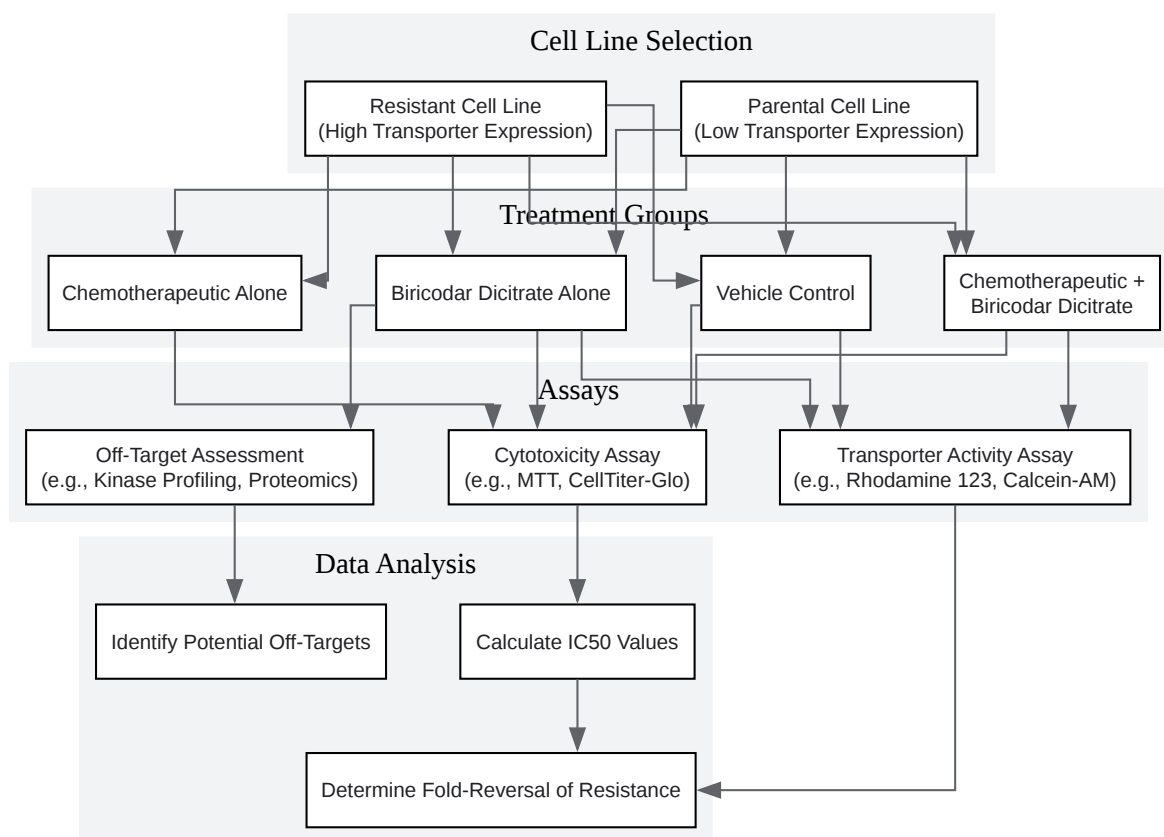 Cell Line Selection
Resistant Cell Line
(High Transporter Expression)
Parental Cell Line
(Low Transporter Expression)
Treatment Groups
Chemotherapeutic Alone
Biricodar Dicitrate Alone
Vehicle Control
Chemotherapeutic +
Biricodar Dicitrate
Assays
Off-Target Assessment
(e.g., Kinase Profiling, Proteomics)
Cytotoxicity Assay
(e.g., MTT, CellTiter-Glo)
Transporter Activity Assay
(e.g., Rhodamine 123, Calcein-AM)
Data Analysis
Identify Potential Off-Targets
Calculate IC50 Values
Determine Fold-Reversal of Resistance